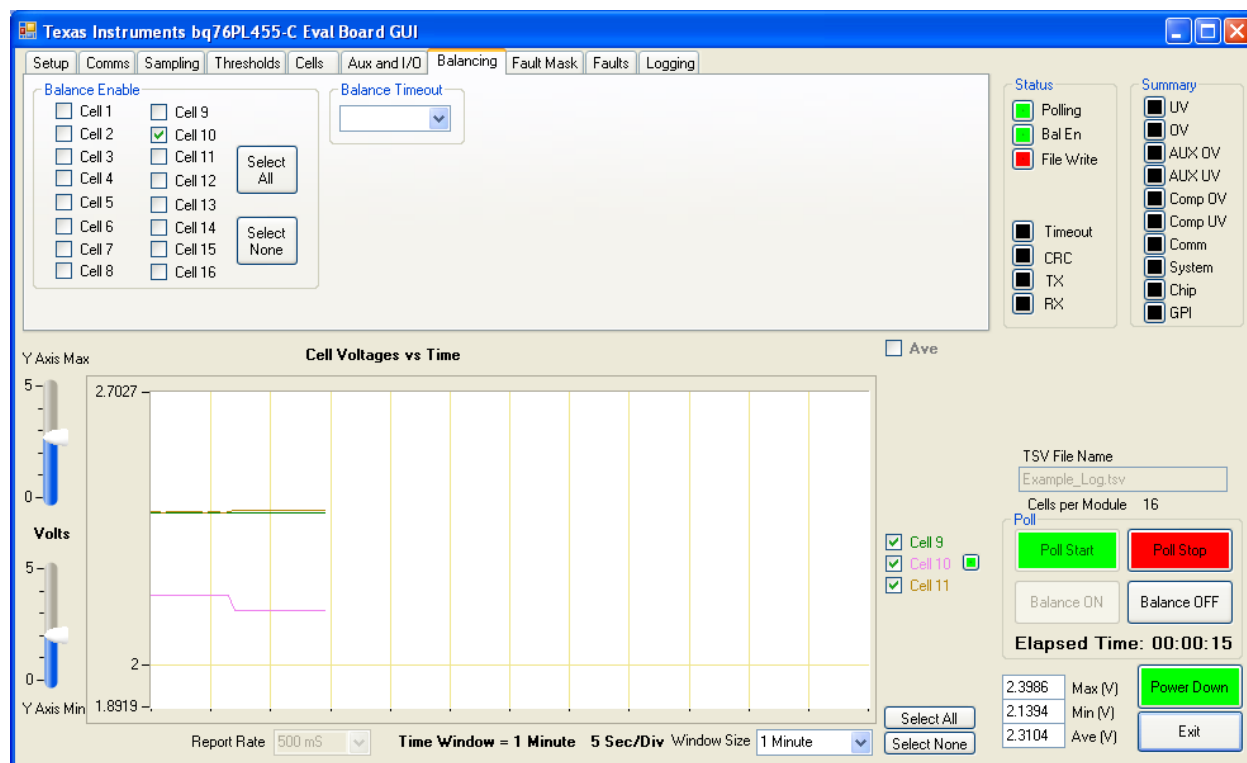 Texas Instruments bq76PL455-C Eval Board GUI
Setup Comms Sampling Thresholds Cells Aux and I/O Balancing Fault Mask Faults Logging
Balance Enable
Cell 1
Cell 2
Cell 3
Cell 4
Cell 5
Cell 6
Cell 7
Cell 8
Cell 9
Cell 10
Cell 11
Cell 12
Cell 13
Cell 14
Cell 15
Cell 16
Select
All
Select
None
Balance Timeout
Status
Polling
Bal En
File Write
Timeout
CRC
TX
RX
Summary
UV
OV
AUX OV
AUX UV
Comp OV
Comp UV
Comm
System
Chip
GPI
Y Axis Max
5
0
Volts
5
0
Y Axis Min
Cell Voltages vs Time
2.7027
2
1.8919
Ave
Cell 9
Cell 10
Cell 11
Select All
Select None
Report Rate 500 mS
Time Window = 1 Minute 5 Sec/Div
Window Size 1 Minute
TSV File Name
Example_Log.tsv
Cells per Module 16
Poll
Poll Start Poll Stop
Balance ON Balance OFF
Elapsed Time: 00:00:15
2.3986 Max (V)
2.1394 Min (V)
2.3104 Ave (V)
Power Down
Exit